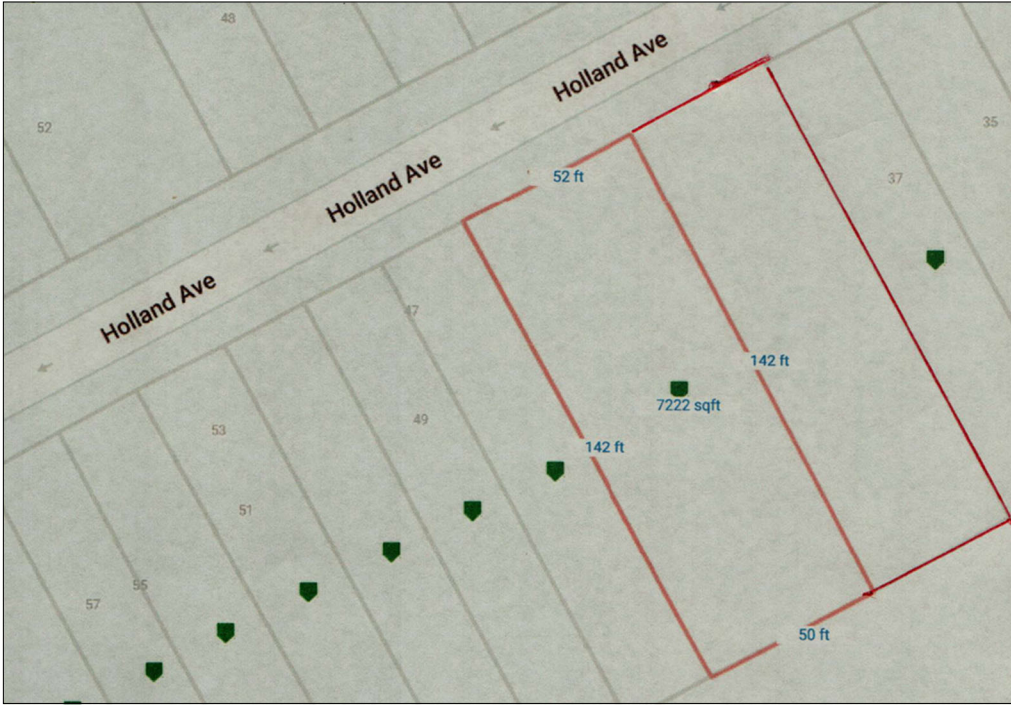 48
Holland Ave
52
35
Holland Ave
52 ft
37
Holland Ave
47
142 ft
7222 sqft
53
49
142 ft
51
55
57
50 ft